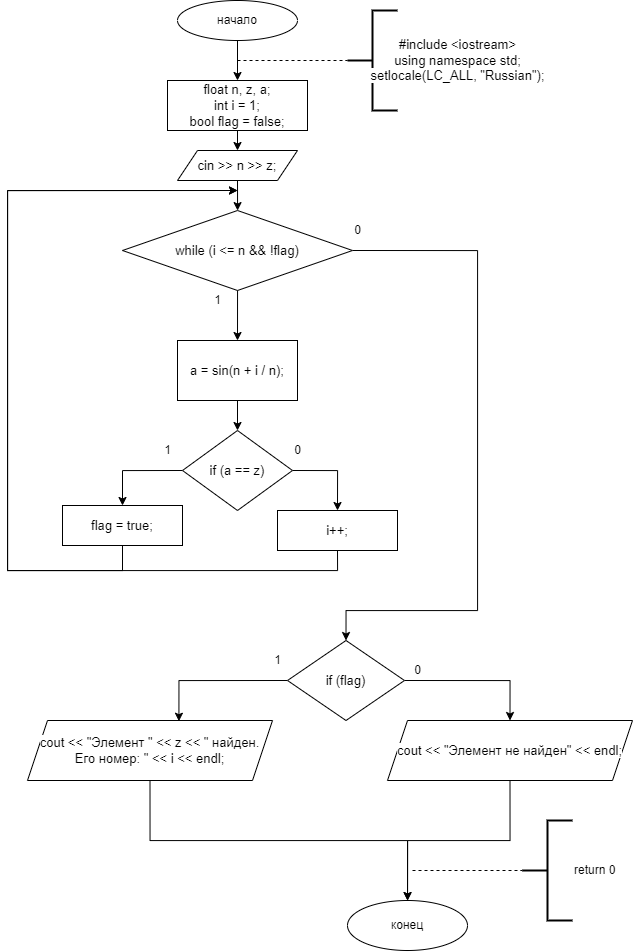 начало
#include <iostream>
using namespace std;
setlocale(LC_ALL, "Russian");
float n, z, a;
int i = 1;
bool flag = false;
cin >> n >> z;
while (i <= n && !flag)
0
1
a = sin(n + i / n);
if (a == z)
1
0
flag = true;
i++;
if (flag)
1
0
cout << "Элемент " << z << " найден.
Его номер: " << i << endl;
cout << "Элемент не найден" << endl;
return 0
конец